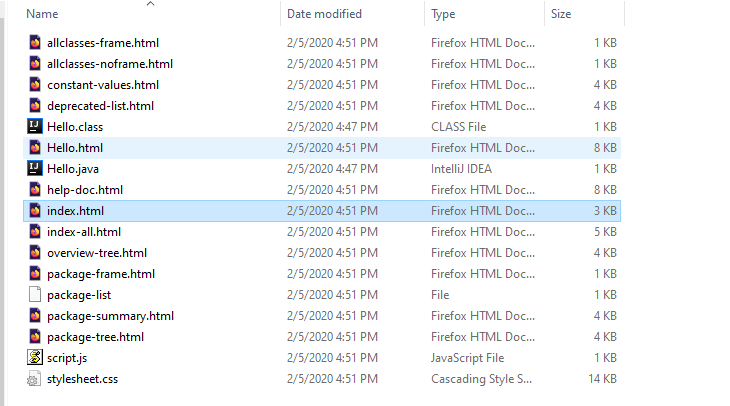 Name Date modified Type Size
allclasses-frame.html 2/5/2020 4:51 PM Firefox HTML Doc... 1 KB
allclasses-noframe.html 2/5/2020 4:51 PM Firefox HTML Doc... 1 KB
constant-values.html 2/5/2020 4:51 PM Firefox HTML Doc... 4 KB
deprecated-list.html 2/5/2020 4:51 PM Firefox HTML Doc... 4 KB
Hello.class 2/5/2020 4:47 PM CLASS File 1 KB
Hello.html 2/5/2020 4:51 PM Firefox HTML Doc... 8 KB
Hello.java 2/5/2020 4:47 PM IntelliJ IDEA 1 KB
help-doc.html 2/5/2020 4:51 PM Firefox HTML Doc... 8 KB
index.html 2/5/2020 4:51 PM Firefox HTML Doc... 3 KB
index-all.html 2/5/2020 4:51 PM Firefox HTML Doc... 5 KB
overview-tree.html 2/5/2020 4:51 PM Firefox HTML Doc... 4 KB
package-frame.html 2/5/2020 4:51 PM Firefox HTML Doc... 1 KB
package-list 2/5/2020 4:51 PM File 1 KB
package-summary.html 2/5/2020 4:51 PM Firefox HTML Doc... 4 KB
package-tree.html 2/5/2020 4:51 PM Firefox HTML Doc... 4 KB
script.js 2/5/2020 4:51 PM JavaScript File 1 KB
stylesheet.css 2/5/2020 4:51 PM Cascading Style S... 14 KB